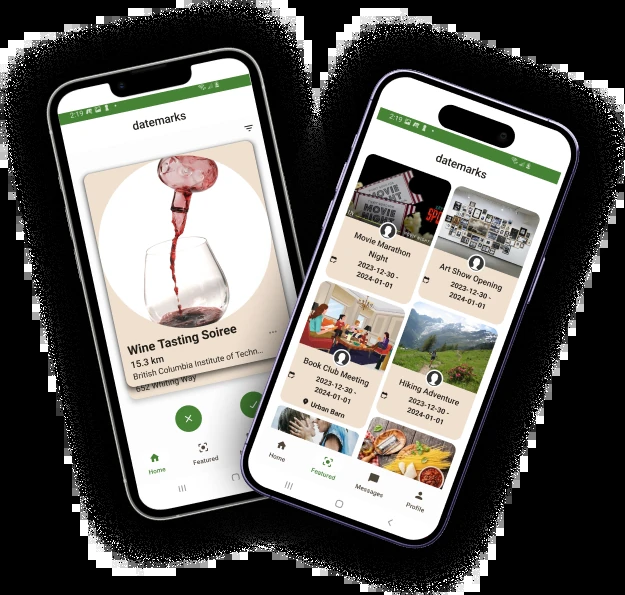 2:19
datemarks
Wine Tasting Soiree
15.3 km
British Columbia Institute of Techn...
652 Whiting Way
Home
Featured
2:19
datemarks
MOVIE
MOVIE
NIGHT
Movie Marathon
Night
2023-12-30 -
2024-01-01
Art Show Opening
2023-12-30 -
2024-01-01
Book Club Meeting
2023-12-30 -
2024-01-01
Urban Barn
Hiking Adventure
2023-12-30 -
2024-01-01
Home
Featured
Messages
Profile